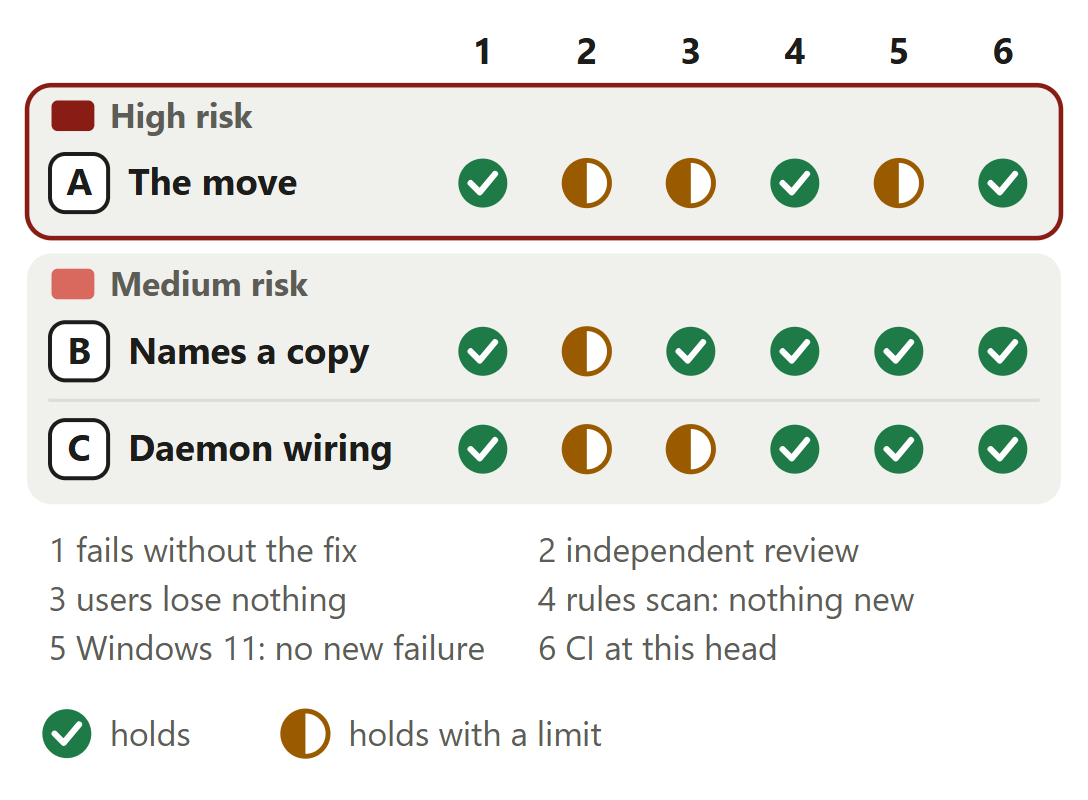 1 2 3 4 5 6
High risk
A The move
Medium risk
B Names a copy
C Daemon wiring
1 fails without the fix
2 independent review
3 users lose nothing
4 rules scan: nothing new
5 Windows 11: no new failure
6 CI at this head
holds
holds with a limit